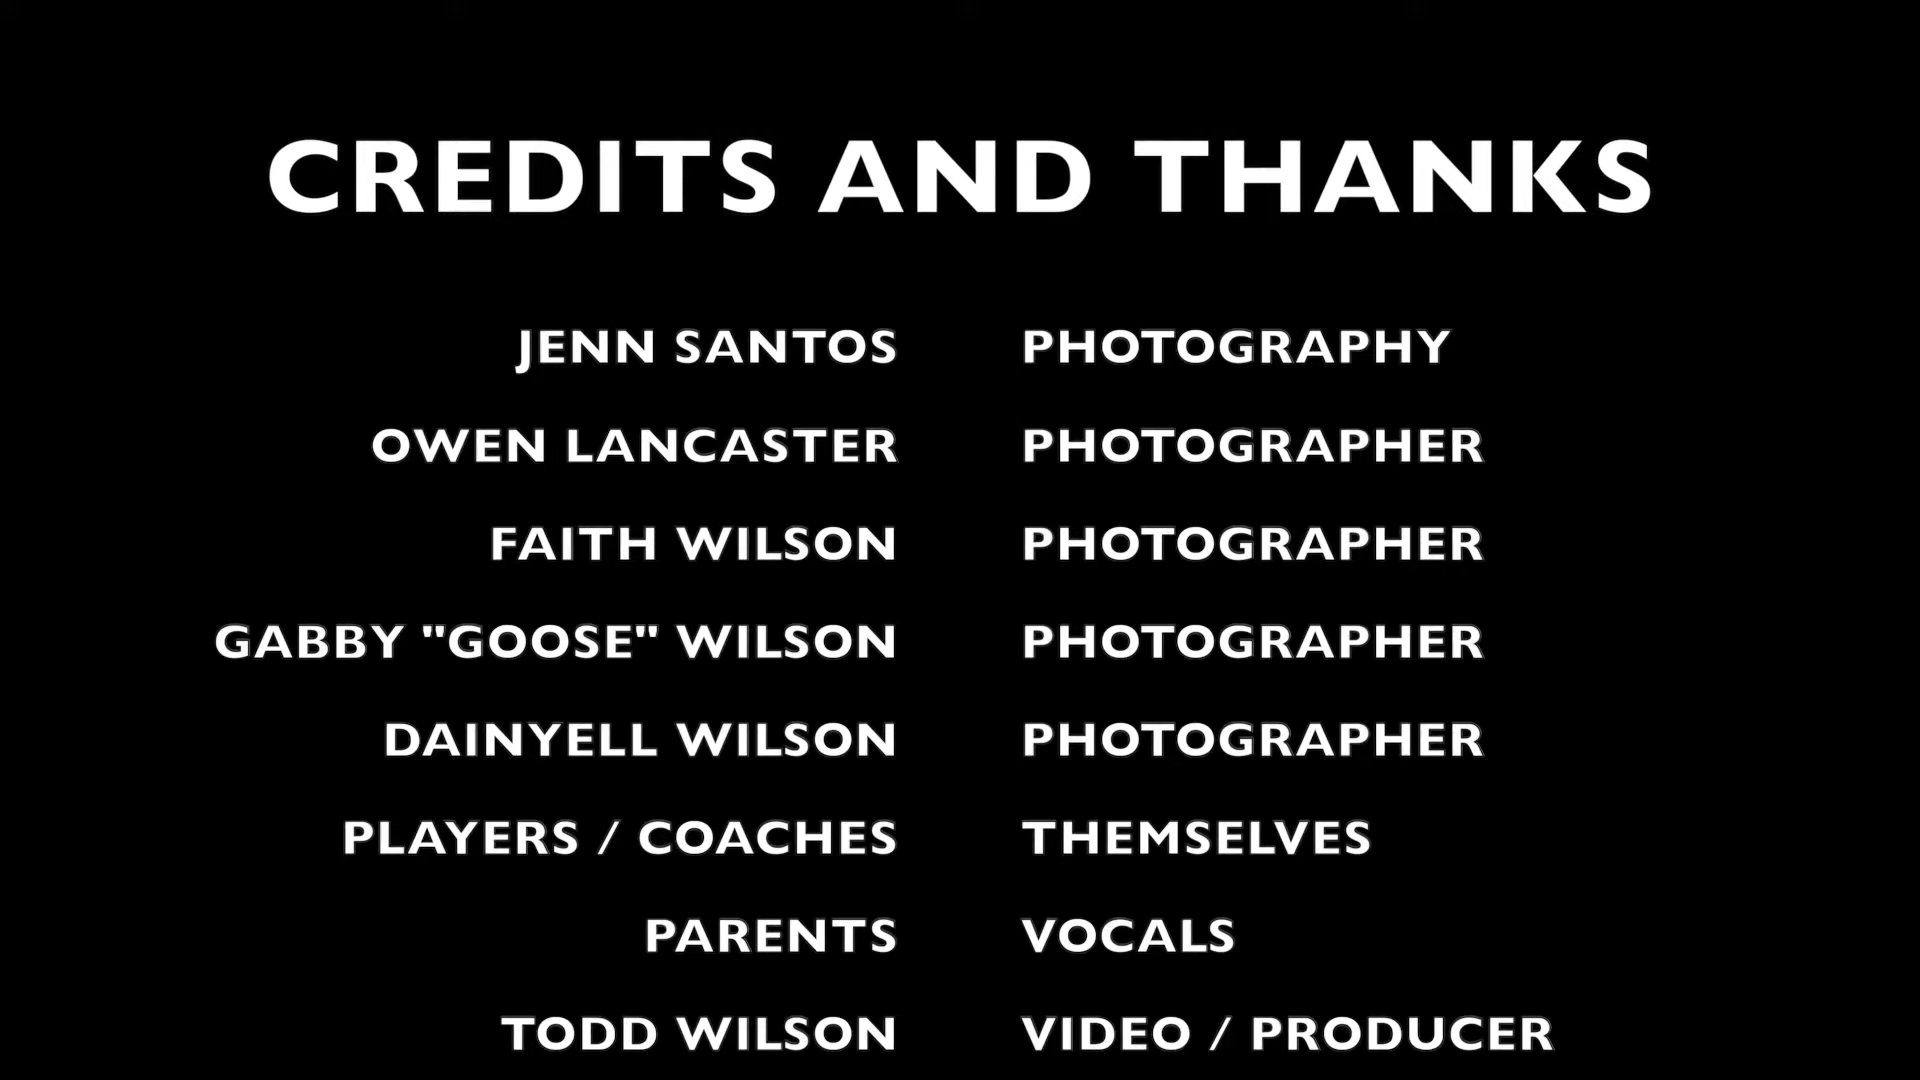 CREDITS AND THANKS
JENN SANTOS PHOTOGRAPHY
OWEN LANCASTER PHOTOGRAPHER
FAITH WILSON PHOTOGRAPHER
GABBY "GOOSE" WILSON PHOTOGRAPHER
DAINYELL WILSON PHOTOGRAPHER
PLAYERS / COACHES THEMSELVES
PARENTS VOCALS
TODD WILSON VIDEO / PRODUCER